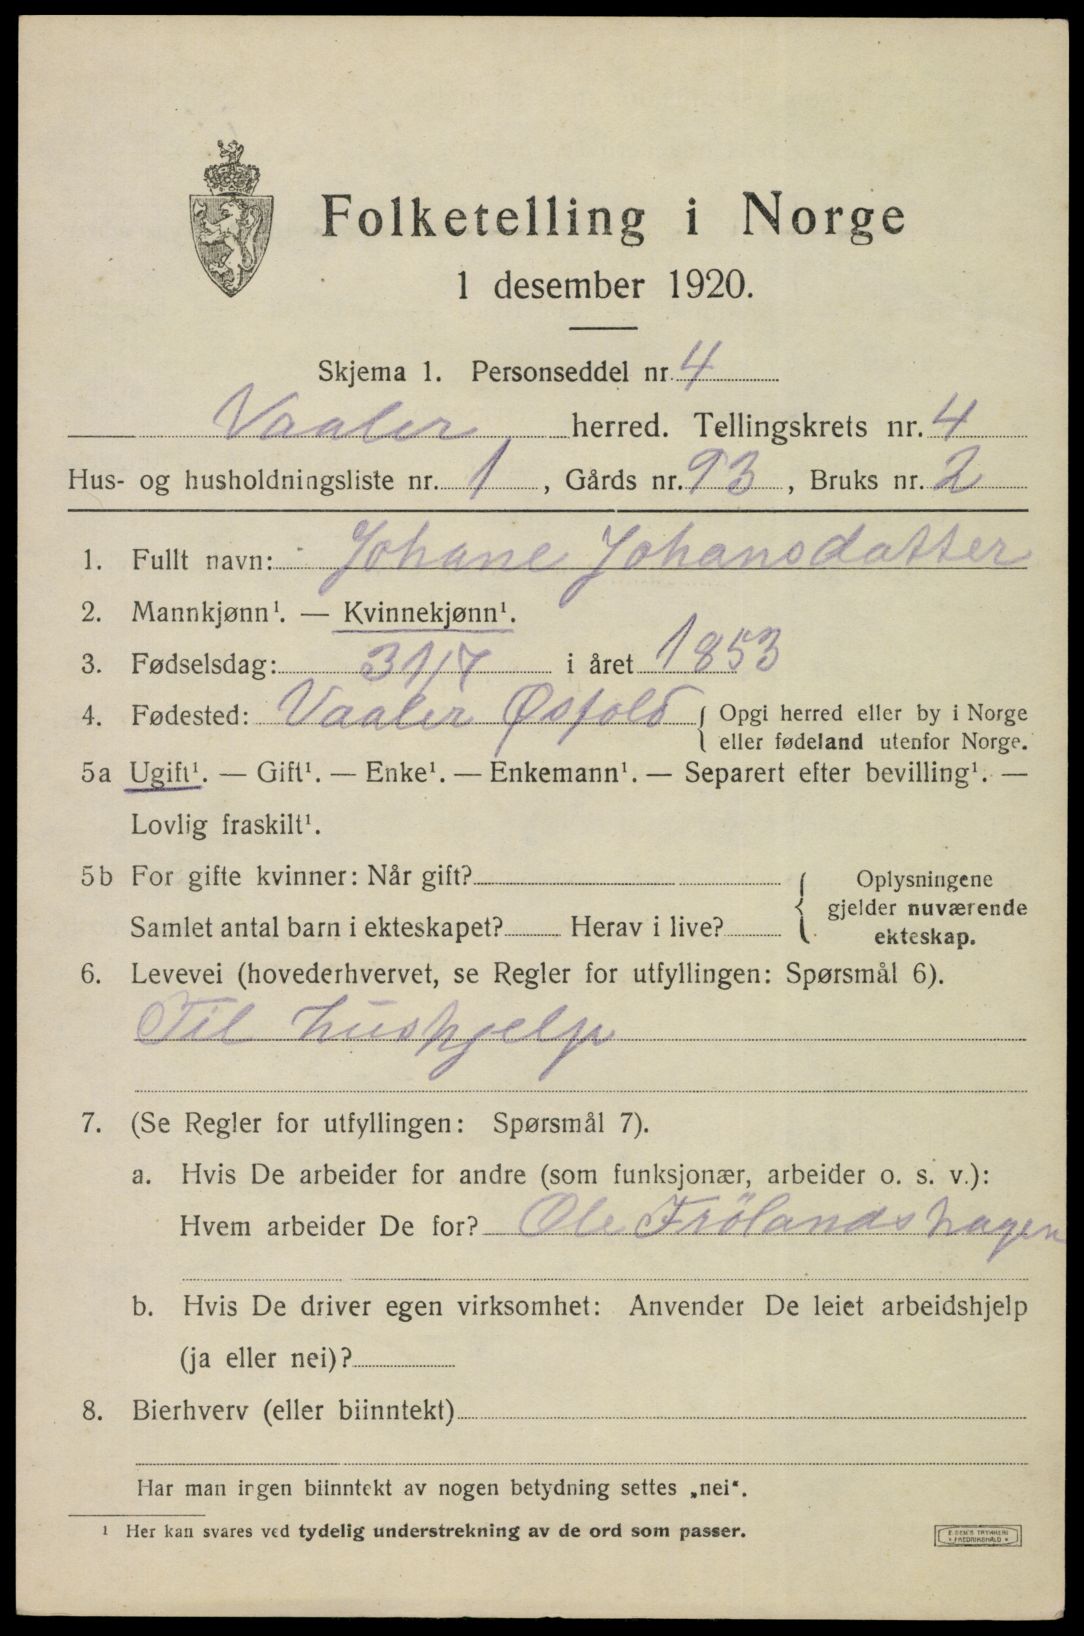 Folketelling i Norge
1 desember 1920.
Skjema 1. Personseddel nr. 4
Vaaler herred. Tellingskrets nr. 4
Hus- og husholdningsliste nr. 1, Gårds nr. 93, Bruks nr. 2
1. Fullt navn: Johane Johansdatter
2. Mannkjønn¹. — Kvinnekjønn¹.
3. Fødselsdag: 31/7 i året 1853
4. Fødested: Vaaler Øsfold { Opgi herred eller by i Norge
eller fødeland utenfor Norge.
5a Ugift¹. — Gift¹. — Enke¹. — Enkemann¹. — Separert efter bevilling¹. —
Lovlig fraskilt¹.
5b For gifte kvinner: Når gift? { Oplysningene
gjelder nuværende
Samlet antal barn i ekteskapet? Herav i live?
ekteskap.
6. Levevei (hovederhvervet, se Regler for utfyllingen: Spørsmål 6).
Til hushjelp
7. (Se Regler for utfyllingen: Spørsmål 7).
a. Hvis De arbeider for andre (som funksjonær, arbeider o. s. v.):
Hvem arbeider De for? Ole Frölandshagen
b. Hvis De driver egen virksomhet: Anvender De leiet arbeidshjelp
(ja eller nei)?
8. Bierhverv (eller biinntekt)
Har man ingen biinntekt av nogen betydning settes „nei“.
¹ Her kan svares ved tydelig understrekning av de ord som passer.
E. SEM'S TRYKKERI
FREDRIKSHALD